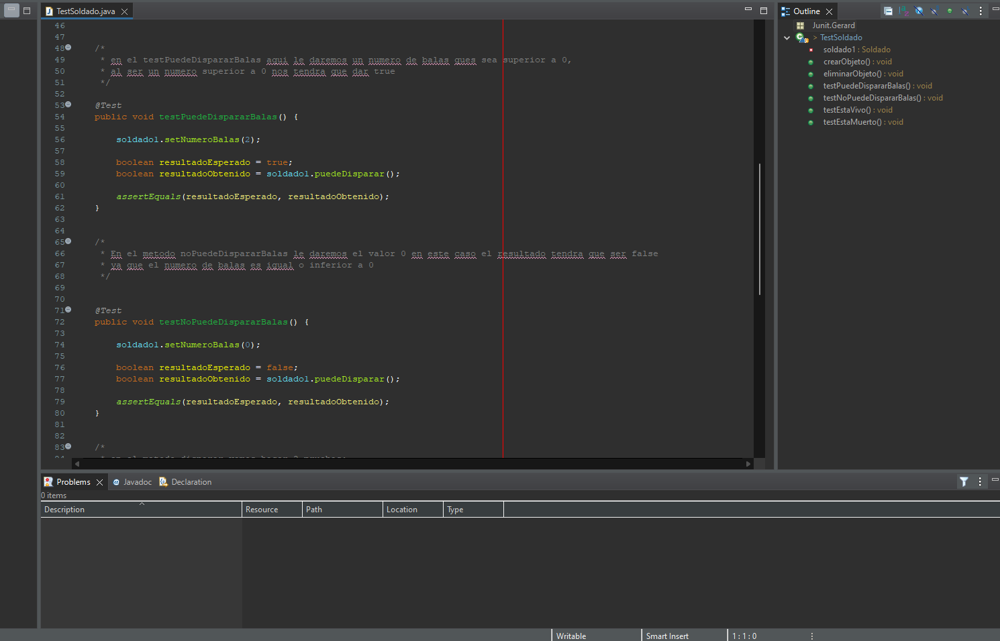 TestSoldado.java
46
47
48 /*
49 * en el testPuedeDispararBalas aqui le daremos un numero de balas ques sea superior a 0,
50 * al ser un numero superior a 0 nos tendra que dar true
51 */
52
53 @Test
54 public void testPuedeDispararBalas() {
55
56 soldado1.setNumeroBalas(2);
57
58 boolean resultadoEsperado = true;
59 boolean resultadoObtenido = soldado1.puedeDisparar();
60
61 assertEquals(resultadoEsperado, resultadoObtenido);
62 }
63
64
65 /*
66 * En el metodo noPuedeDispararBalas le daremos el valor 0 en este caso el resultado tendra que ser false
67 * ya que el numero de balas es igual o inferior a 0
68 */
69
70
71 @Test
72 public void testNoPuedeDispararBalas() {
73
74 soldado1.setNumeroBalas(0);
75
76 boolean resultadoEsperado = false;
77 boolean resultadoObtenido = soldado1.puedeDisparar();
78
79 assertEquals(resultadoEsperado, resultadoObtenido);
80 }
81
82
83 /*
Outline
Junit.Gerard
> TestSoldado
soldado1 : Soldado
crearObjeto() : void
eliminarObjeto() : void
testPuedeDispararBalas() : void
testNoPuedeDispararBalas() : void
testEstaVivo() : void
testEstaMuerto() : void
Problems Javadoc Declaration
0 items
Description Resource Path Location Type
Writable Smart Insert 1 : 1 : 0